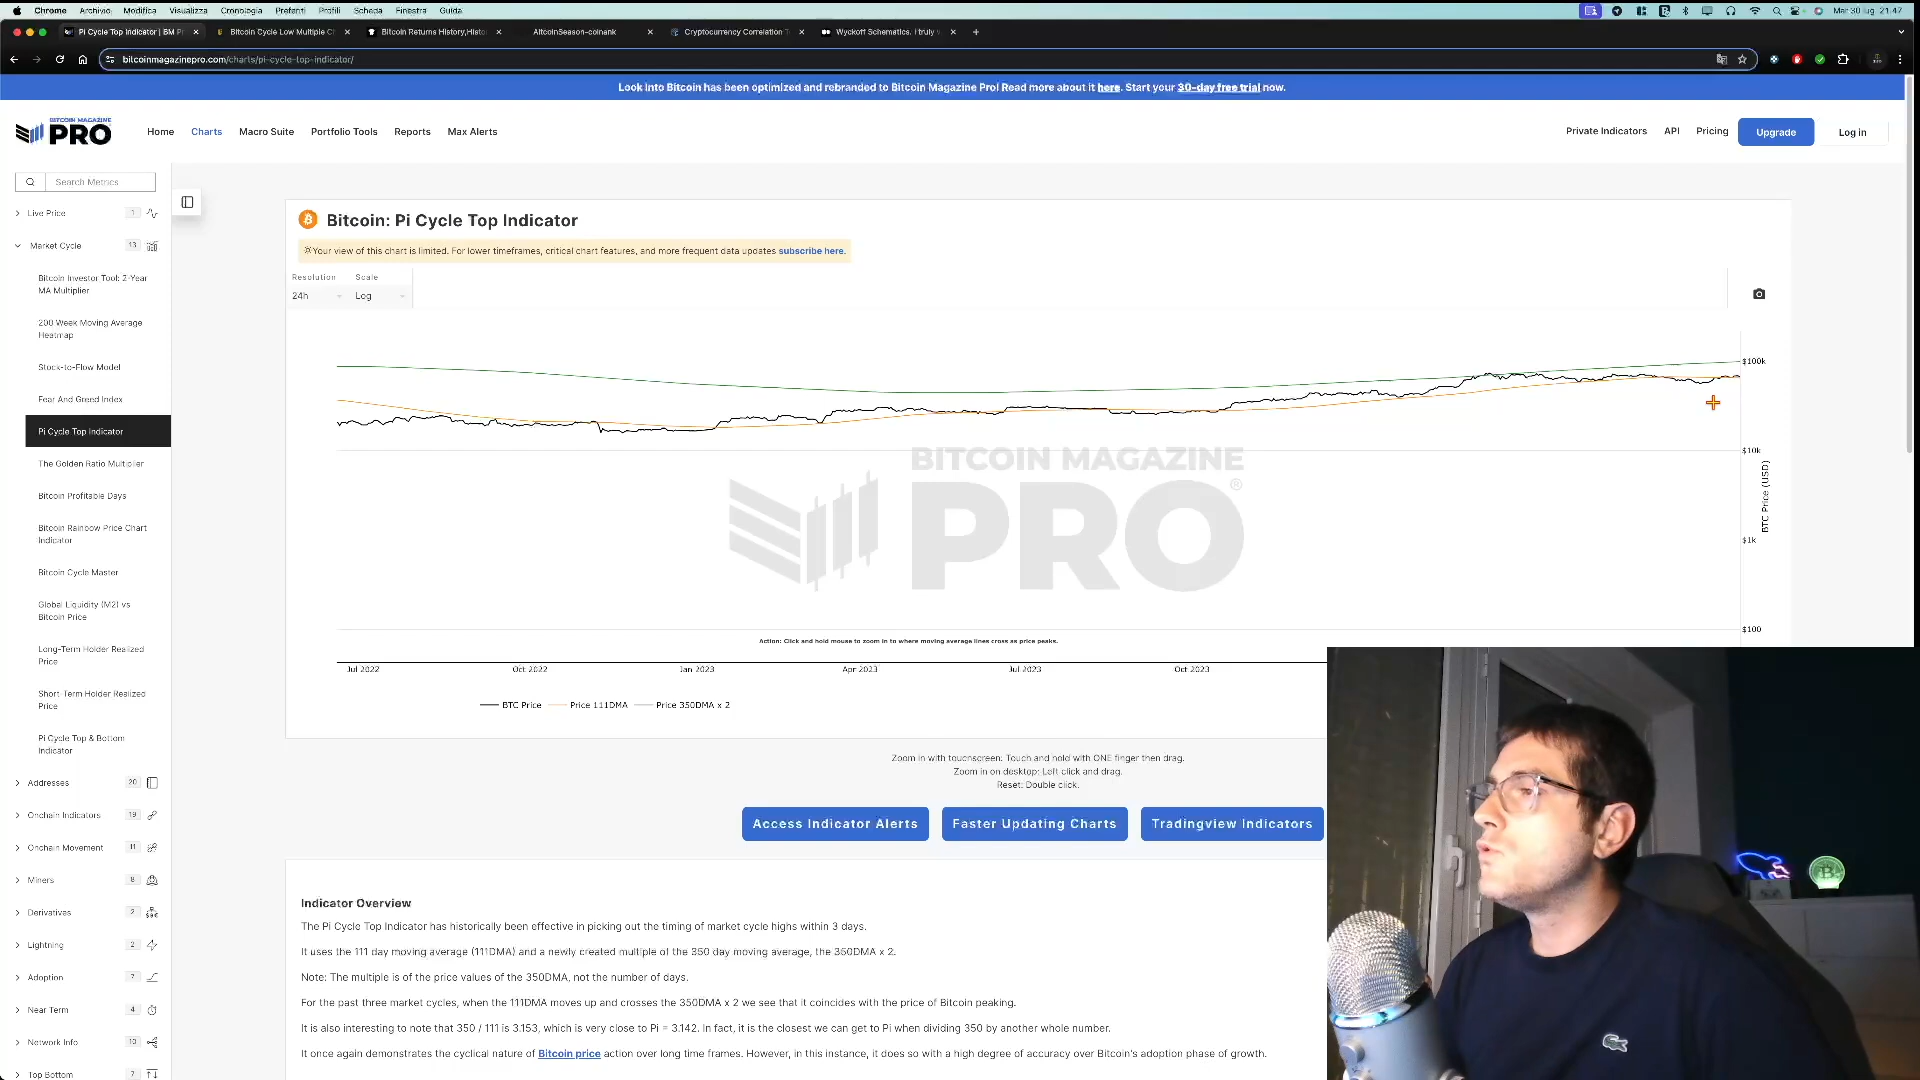 Chrome Archivio Modifica Visualizza Cronologia Preferiti Profili Scheda Finestra Guida
Mar 30 lug 21:47
Pi Cycle Top Indicator | BM P
Bitcoin Cycle Low Multiple C
Bitcoin Returns History,Histo
AltcoinSeason-coinank
Cryptocurrency Correlation T
Wyckoff Schematics. I truly
bitcoinmagazinepro.com/charts/pi-cycle-top-indicator/
Look Into Bitcoin has been optimized and rebranded to Bitcoin Magazine Pro! Read more about it here. Start your 30-day free trial now.
BITCOIN MAGAZINE
PRO
Home Charts Macro Suite Portfolio Tools Reports Max Alerts
Private Indicators API Pricing Upgrade Log in
Search Metrics
Live Price 1
Market Cycle 13
Bitcoin Investor Tool: 2-Year
MA Multiplier
200 Week Moving Average
Heatmap
Stock-to-Flow Model
Fear And Greed Index
Pi Cycle Top Indicator
The Golden Ratio Multiplier
Bitcoin Profitable Days
Bitcoin Rainbow Price Chart
Indicator
Bitcoin Cycle Master
Global Liquidity (M2) vs
Bitcoin Price
Long-Term Holder Realized
Price
Short-Term Holder Realized
Price
Pi Cycle Top & Bottom
Indicator
Addresses 20
Onchain Indicators 19
Onchain Movement 11
Miners 8
Derivatives 2
Lightning 2
Adoption 7
Near Term 4
Network Info 10
Top Bottom 7
Bitcoin: Pi Cycle Top Indicator
Your view of this chart is limited. For lower timeframes, critical chart features, and more frequent data updates subscribe here.
Resolution Scale
24h Log
$100k
$10k
$1k
$100
BTC Price (USD)
BITCOIN MAGAZINE
PRO®
Action: Click and hold mouse to zoom in to where moving average lines cross as price peaks.
Jul 2022 Oct 2022 Jan 2023 Apr 2023 Jul 2023 Oct 2023
BTC Price Price 111DMA Price 350DMA x 2
Zoom in with touchscreen: Touch and hold with ONE finger then drag.
Zoom in on desktop: Left click and drag.
Reset: Double click.
Access Indicator Alerts Faster Updating Charts Tradingview Indicators
Indicator Overview
The Pi Cycle Top Indicator has historically been effective in picking out the timing of market cycle highs within 3 days.
It uses the 111 day moving average (111DMA) and a newly created multiple of the 350 day moving average, the 350DMA x 2.
Note: The multiple is of the price values of the 350DMA, not the number of days.
For the past three market cycles, when the 111DMA moves up and crosses the 350DMA x 2 we see that it coincides with the price of Bitcoin peaking.
It is also interesting to note that 350 / 111 is 3.153, which is very close to Pi = 3.142. In fact, it is the closest we can get to Pi when dividing 350 by another whole number.
It once again demonstrates the cyclical nature of Bitcoin price action over long time frames. However, in this instance, it does so with a high degree of accuracy over Bitcoin's adoption phase of growth.